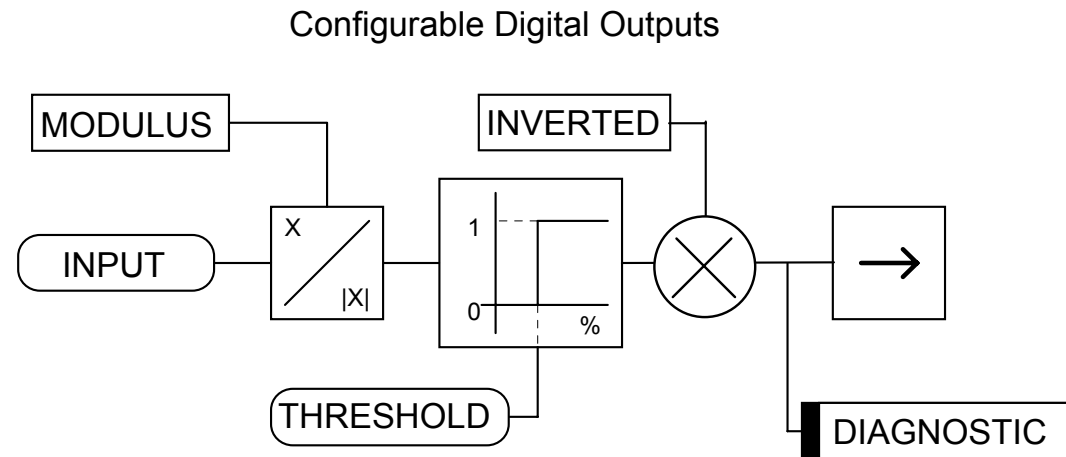 Configurable Digital Outputs
MODULUS
INVERTED
INPUT
X
|X|
1
0
%
THRESHOLD
DIAGNOSTIC